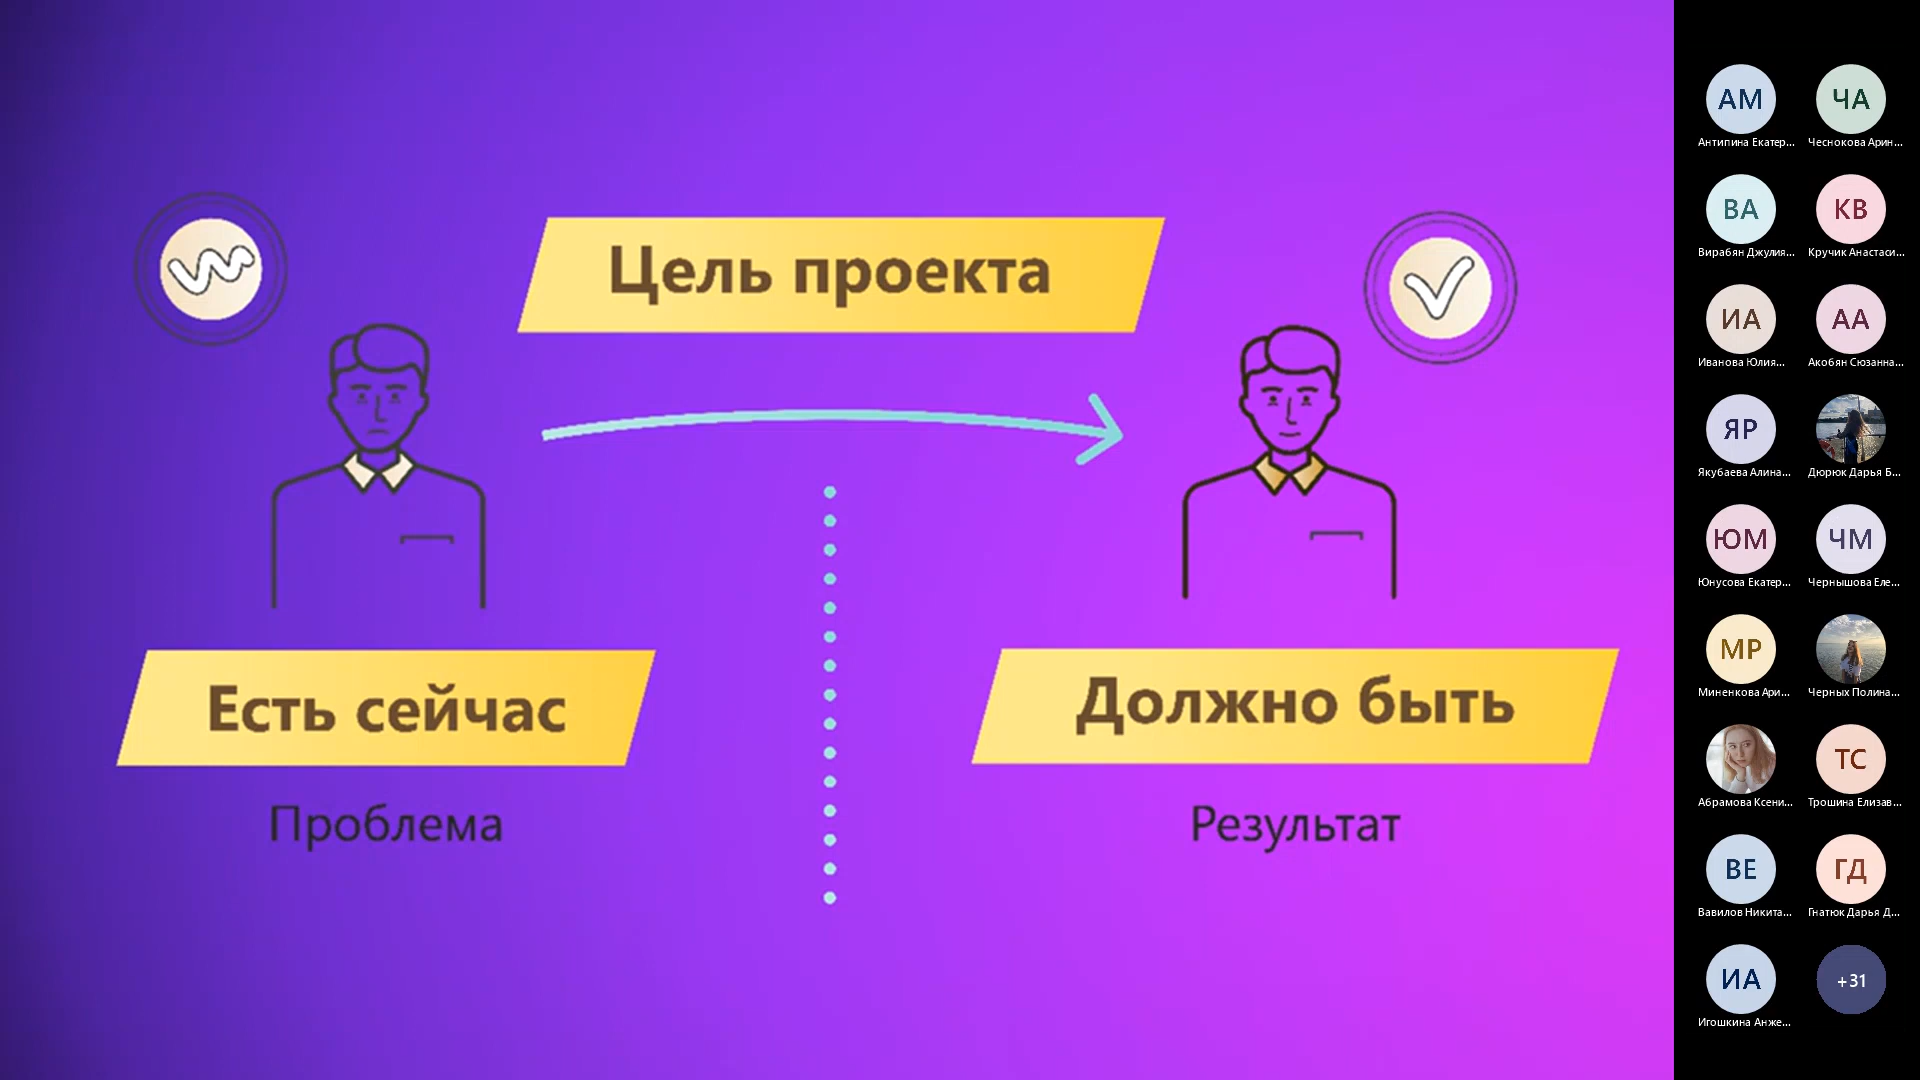 Цель проекта
Есть сейчас
Должно быть
Проблема
Результат
АМ
ЧА
Антипина Екатер...
Чеснокова Арин...
ВА
КВ
Вирабян Джулия...
Кручик Анастаси...
ИА
АА
Иванова Юлия...
Акобян Сюзанна...
ЯР
Якубаева Алина...
Дюрюк Дарья Б...
ЮМ
ЧМ
Юнусова Екатер...
Чернышова Еле...
МР
Миненкова Ари...
Черных Полина...
ТС
Абрамова Ксени...
Трошина Елизав...
ВЕ
ГД
Вавилов Никита...
Гнатюк Дарья Д...
ИА
+31
Игошкина Анже...